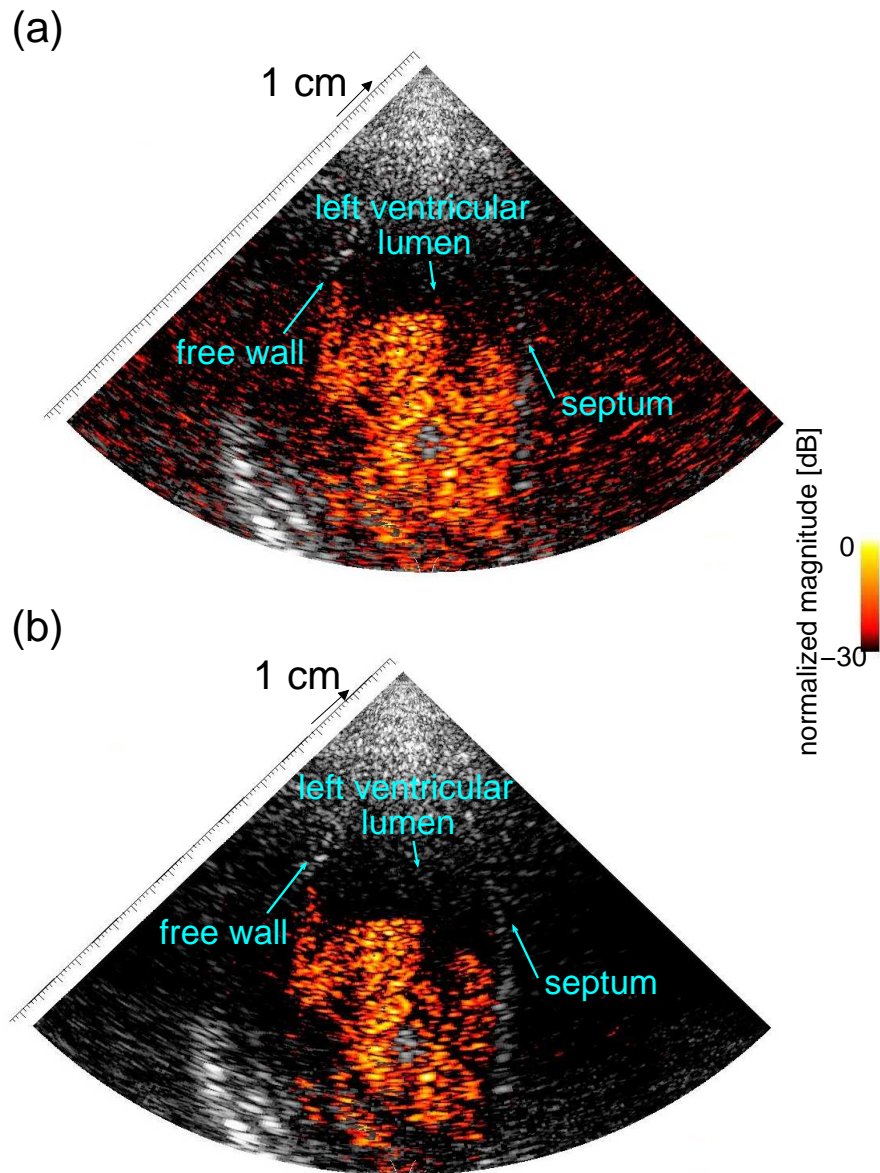 (a)
1 cm
left ventricular
lumen
free wall
septum
normalized magnitude [dB]
0
−30
(b)
1 cm
left ventricular
lumen
free wall
septum